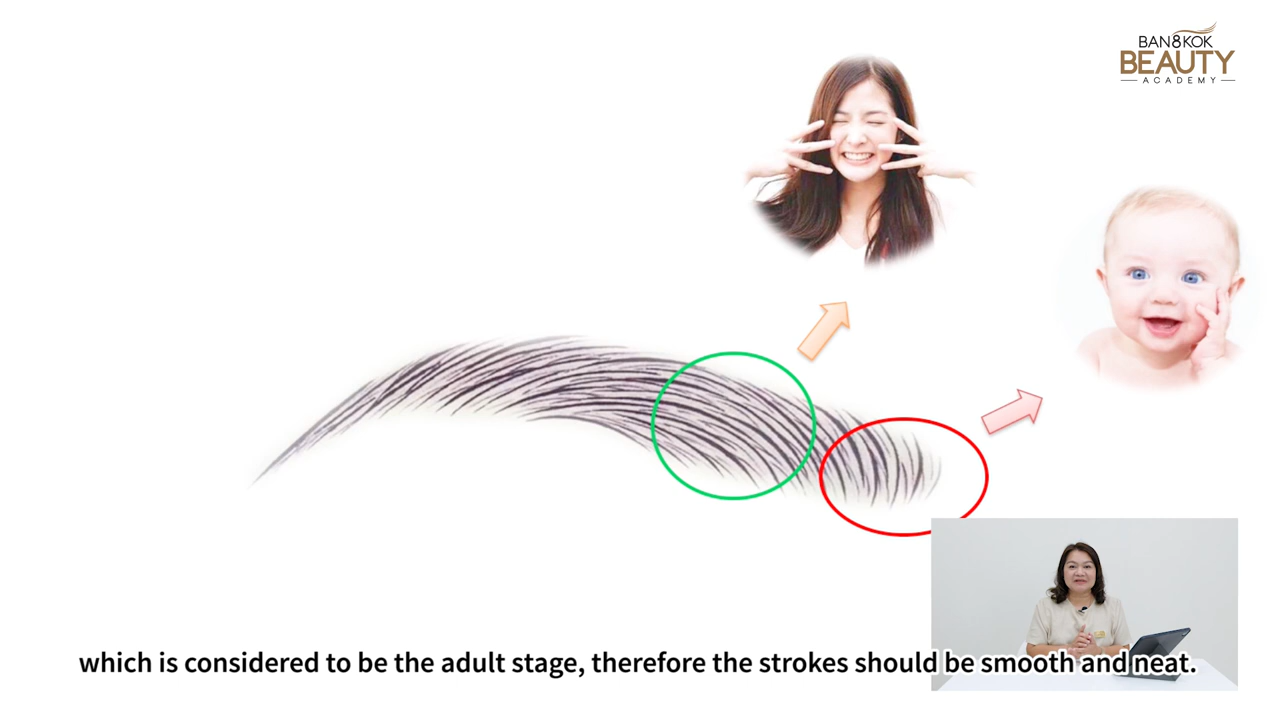 BAN8KOK
BEAUTY
ACADEMY
which is considered to be the adult stage, therefore the strokes should be smooth and neat.